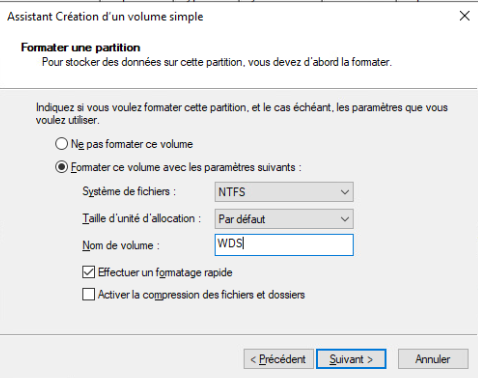 Assistant Création d'un volume simple
Formater une partition
Pour stocker des données sur cette partition, vous devez d'abord la formater.
Indiquez si vous voulez formater cette partition, et le cas échéant, les paramètres que vous
voulez utiliser.
Ne pas formater ce volume
Formater ce volume avec les paramètres suivants :
Système de fichiers : NTFS
Taille d'unité d'allocation : Par défaut
Nom de volume : WDS
Effectuer un formatage rapide
Activer la compression des fichiers et dossiers
< Précédent Suivant > Annuler